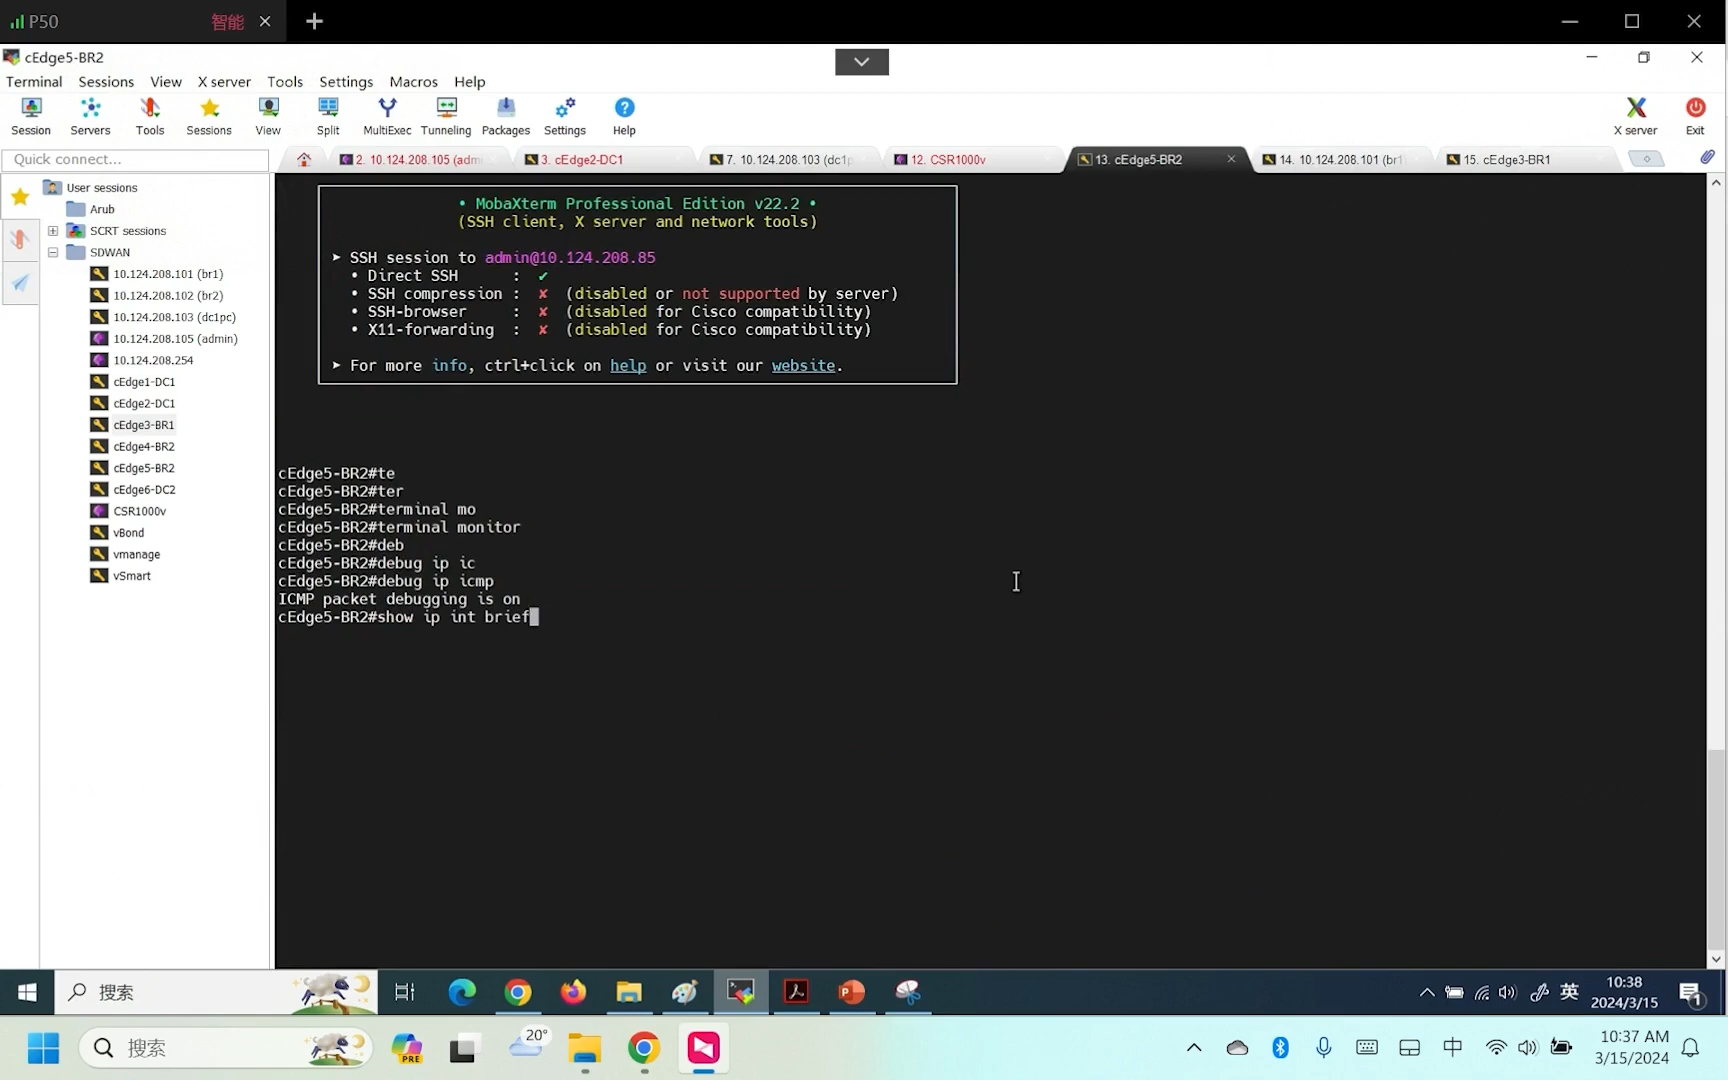 P50 智能
cEdge5-BR2
Terminal Sessions View X server Tools Settings Macros Help
Session Servers Tools Sessions View Split MultiExec Tunneling Packages Settings Help X server Exit
Quick connect...
2. 10.124.208.105 (adm 3. cEdge2-DC1 7. 10.124.208.103 (dc1p 12. CSR1000v 13. cEdge5-BR2 14. 10.124.208.101 (br1) 15. cEdge3-BR1
User sessions
Arub
SCRT sessions
SDWAN
10.124.208.101 (br1)
10.124.208.102 (br2)
10.124.208.103 (dc1pc)
10.124.208.105 (admin)
10.124.208.254
cEdge1-DC1
cEdge2-DC1
cEdge3-BR1
cEdge4-BR2
cEdge5-BR2
cEdge6-DC2
CSR1000v
vBond
vmanage
vSmart
• MobaXterm Professional Edition v22.2 •
(SSH client, X server and network tools)
➤ SSH session to admin@10.124.208.85
• Direct SSH : ✔
• SSH compression : ✘ (disabled or not supported by server)
• SSH-browser : ✘ (disabled for Cisco compatibility)
• X11-forwarding : ✘ (disabled for Cisco compatibility)
➤ For more info, ctrl+click on help or visit our website.
cEdge5-BR2#te
cEdge5-BR2#ter
cEdge5-BR2#terminal mo
cEdge5-BR2#terminal monitor
cEdge5-BR2#deb
cEdge5-BR2#debug ip ic
cEdge5-BR2#debug ip icmp
ICMP packet debugging is on
cEdge5-BR2#show ip int brief
搜索 英 10:38
2024/3/15 1
搜索 PRE 20° 中 10:37 AM
3/15/2024